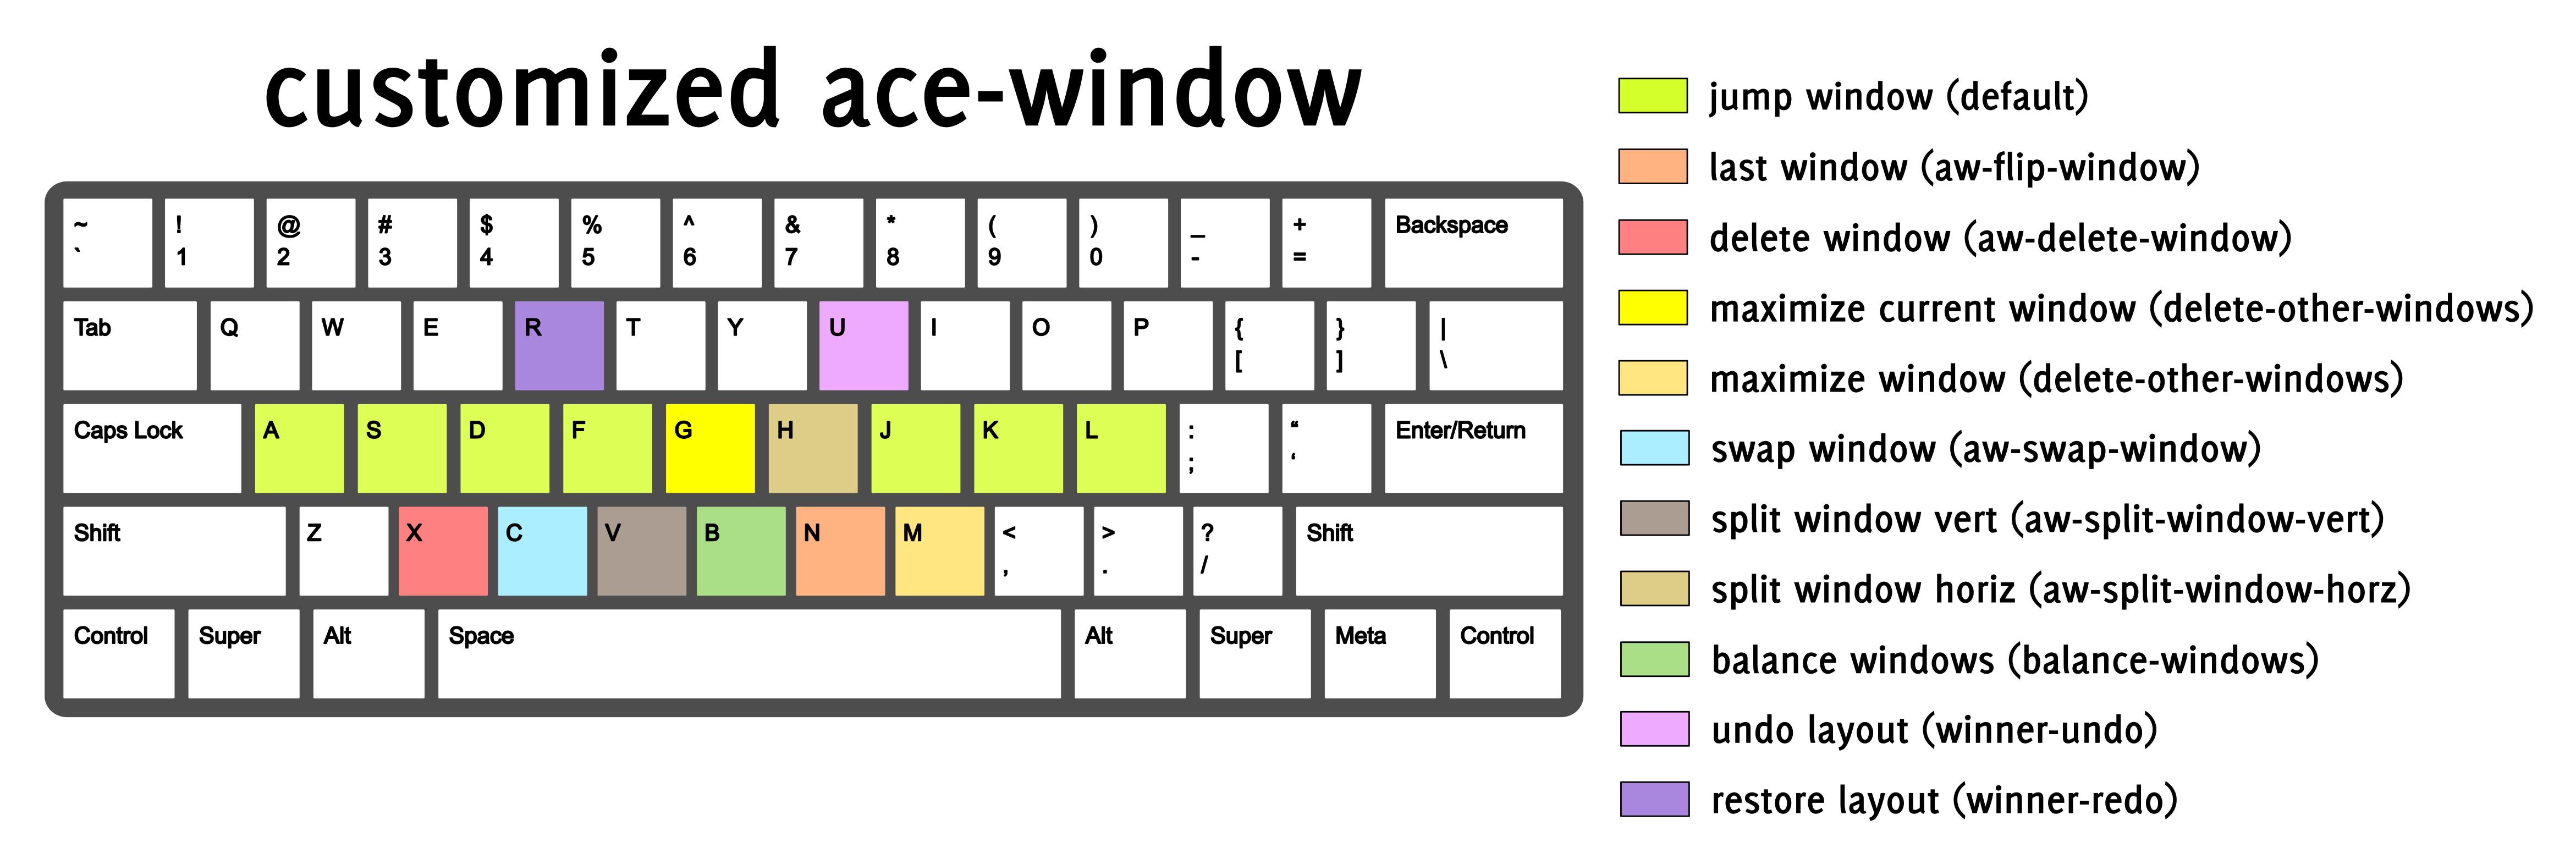 customized ace-window
~ ! @ # $ % ^ & * ( ) _ + Backspace
` 1 2 3 4 5 6 7 8 9 0 - =
Tab Q W E R T Y U I O P { } |
[ ] \
Caps Lock A S D F G H J K L : “ Enter/Return
; ‘
Shift Z X C V B N M < > ? Shift
, . /
Control Super Alt Space Alt Super Meta Control
jump window (default)
last window (aw-flip-window)
delete window (aw-delete-window)
maximize current window (delete-other-windows)
maximize window (delete-other-windows)
swap window (aw-swap-window)
split window vert (aw-split-window-vert)
split window horiz (aw-split-window-horz)
balance windows (balance-windows)
undo layout (winner-undo)
restore layout (winner-redo)